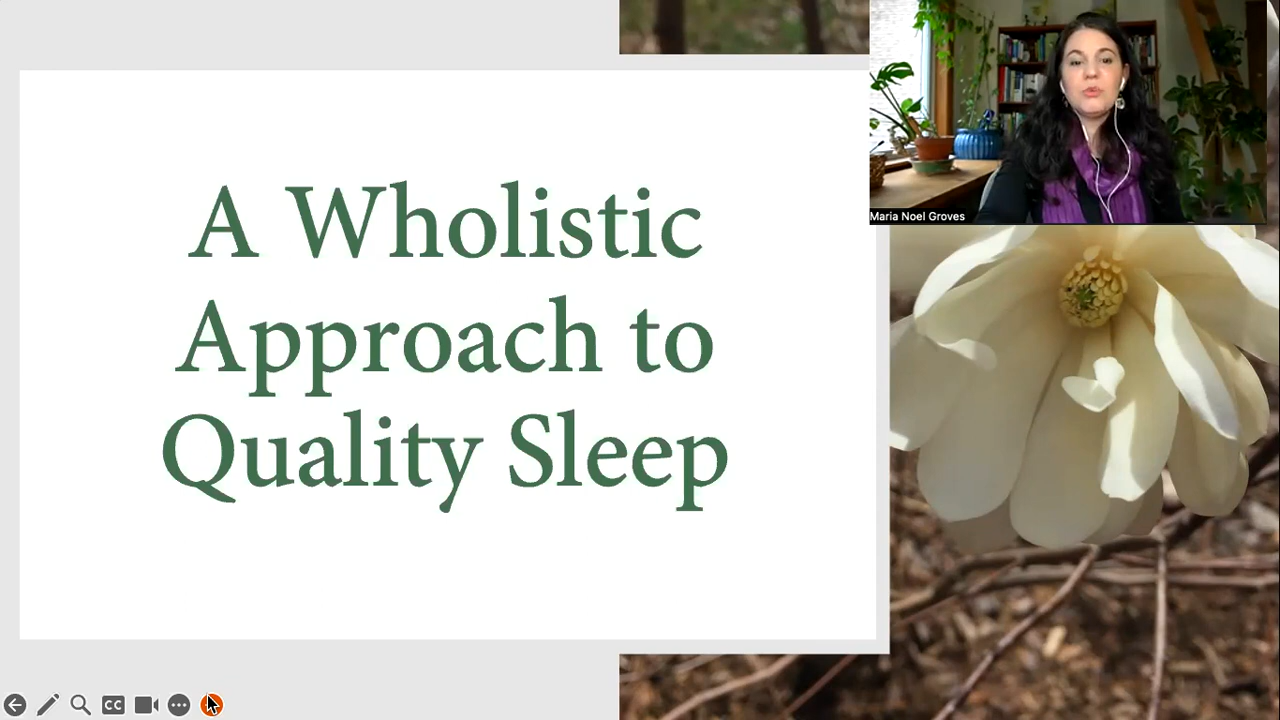 A Wholistic
Approach to
Quality Sleep
Maria Noel Groves
CC